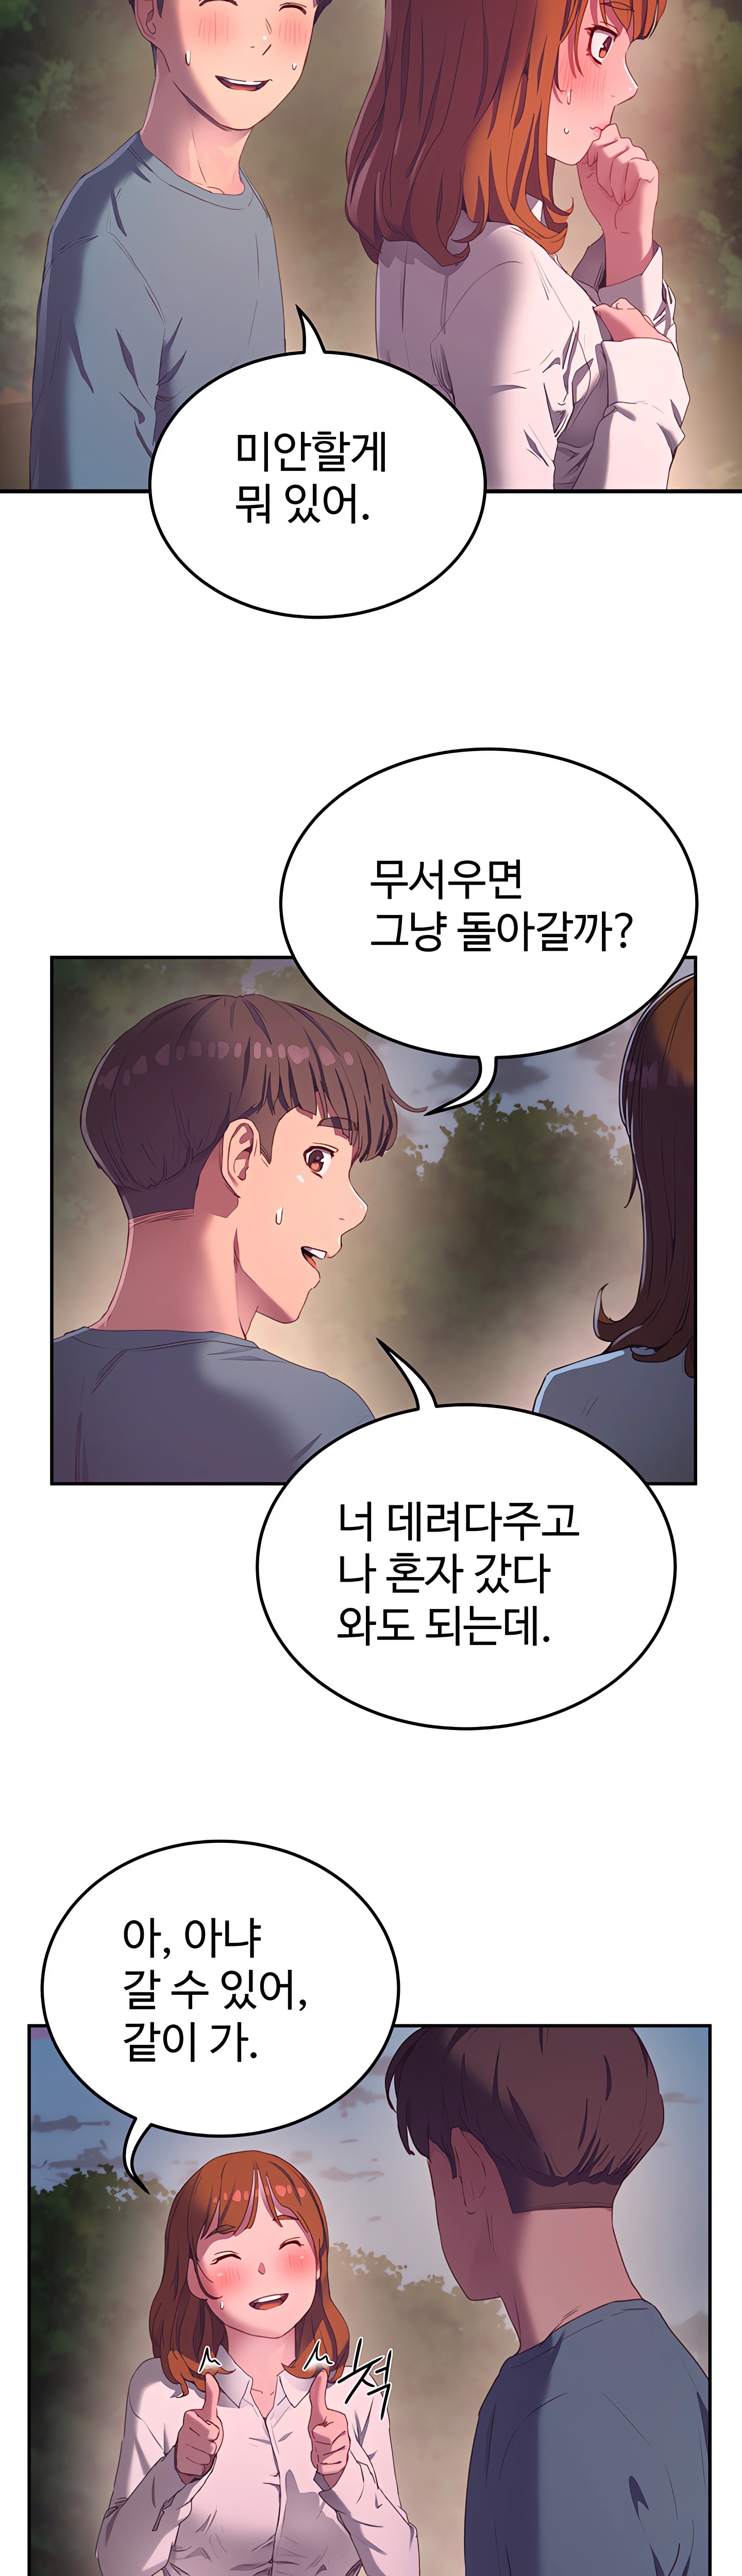 미안할게
뭐 있어.
무서우면
그냥 돌아갈까?
너 데려다주고
나 혼자 갔다
와도 되는데.
아, 아냐
갈 수 있어,
같이 가.
척